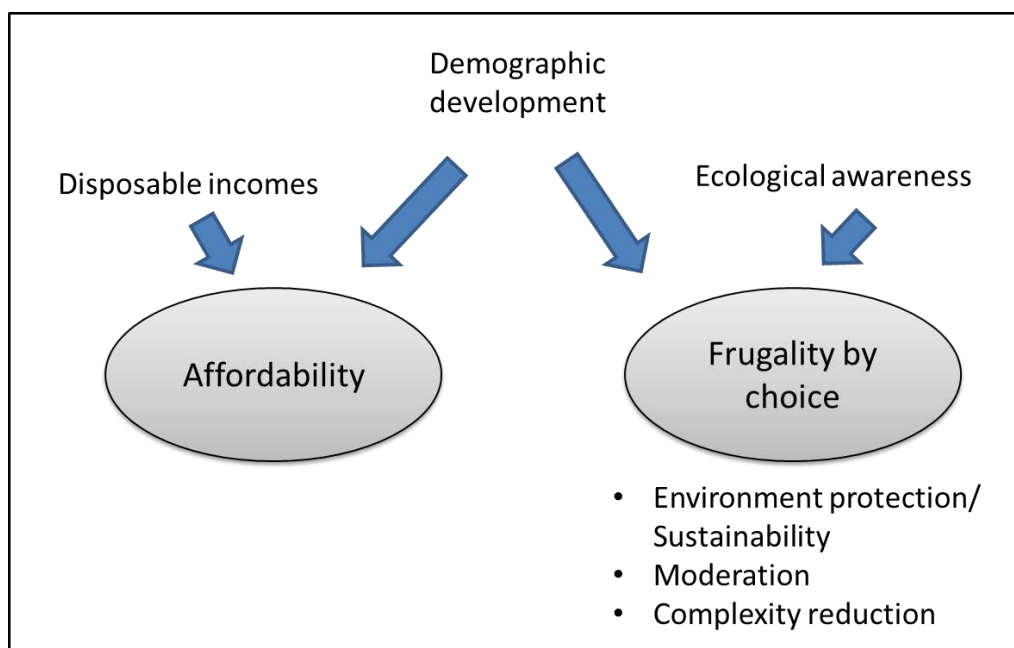 Demographic
development
Disposable incomes
Ecological awareness
Affordability
Frugality by
choice
• Environment protection/
Sustainability
• Moderation
• Complexity reduction